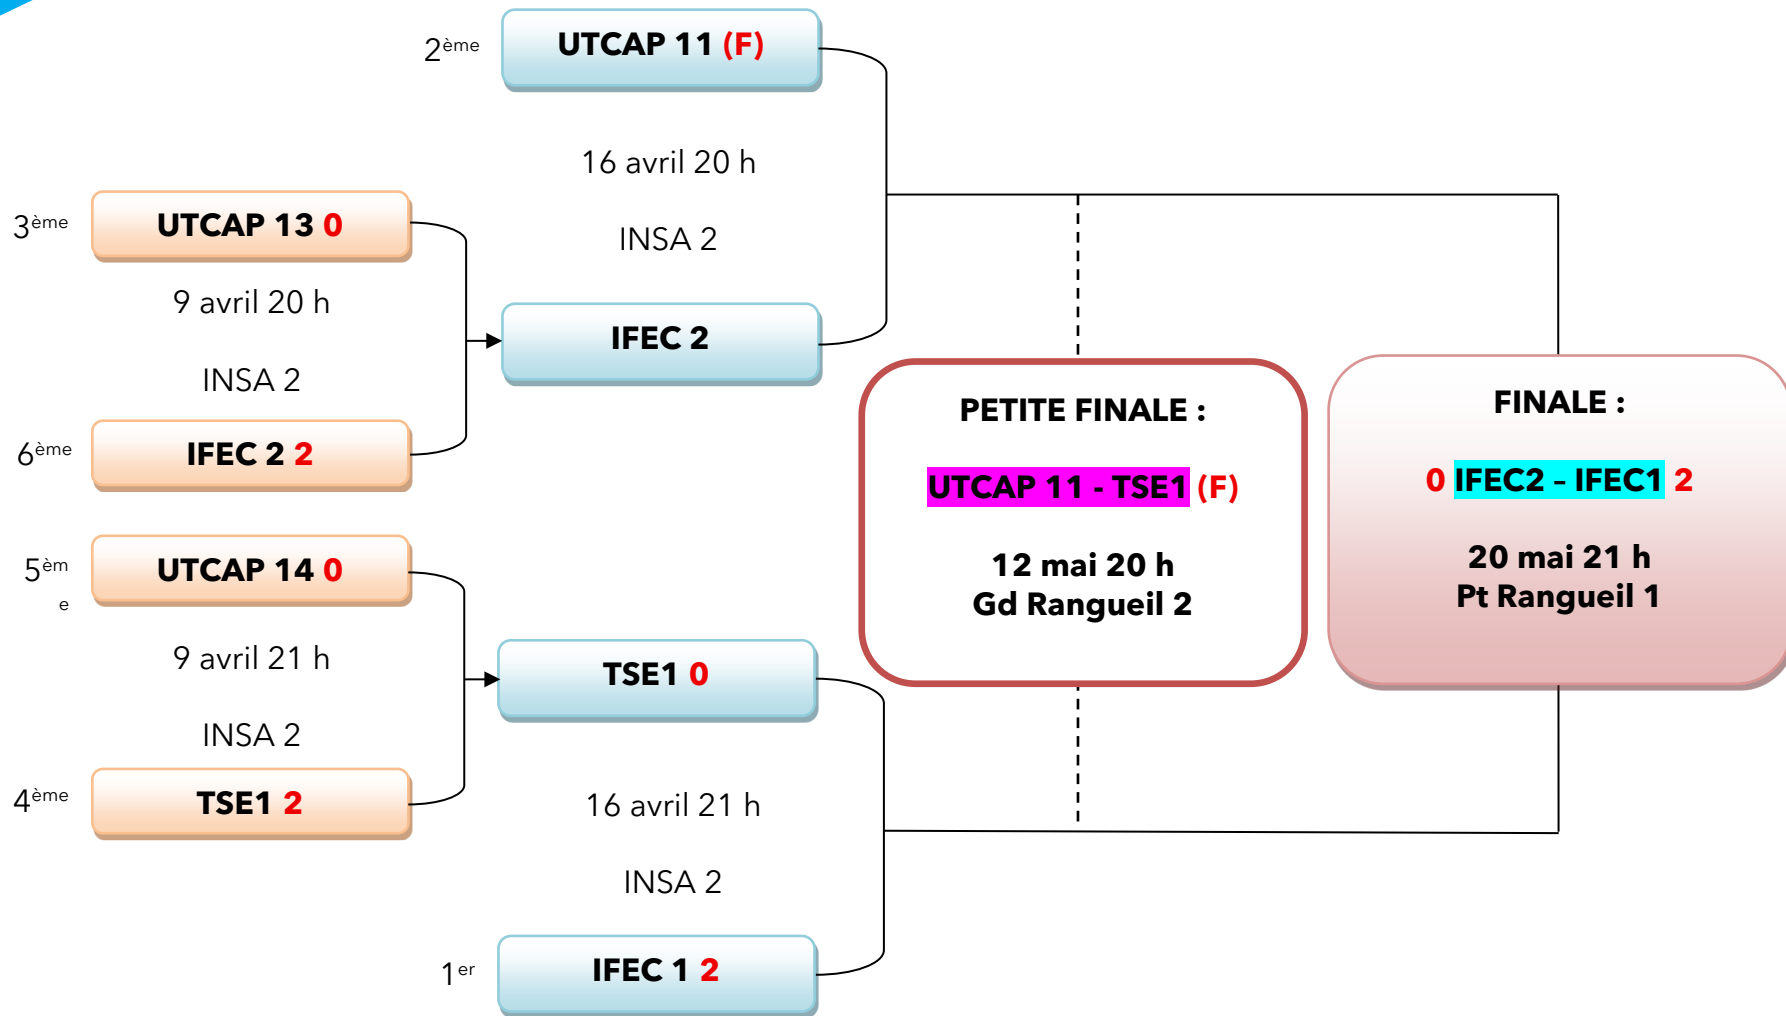 2ème
UTCAP 11 (F)
16 avril 20 h
INSA 2
3ème
UTCAP 13 0
9 avril 20 h
INSA 2
IFEC 2
6ème
IFEC 2 2
PETITE FINALE :
UTCAP 11 - TSE1 (F)
12 mai 20 h
Gd Rangueil 2
FINALE :
0 IFEC2 – IFEC1 2
20 mai 21 h
Pt Rangueil 1
5èm
e
UTCAP 14 0
9 avril 21 h
INSA 2
4ème
TSE1 2
TSE1 0
16 avril 21 h
INSA 2
1er
IFEC 1 2